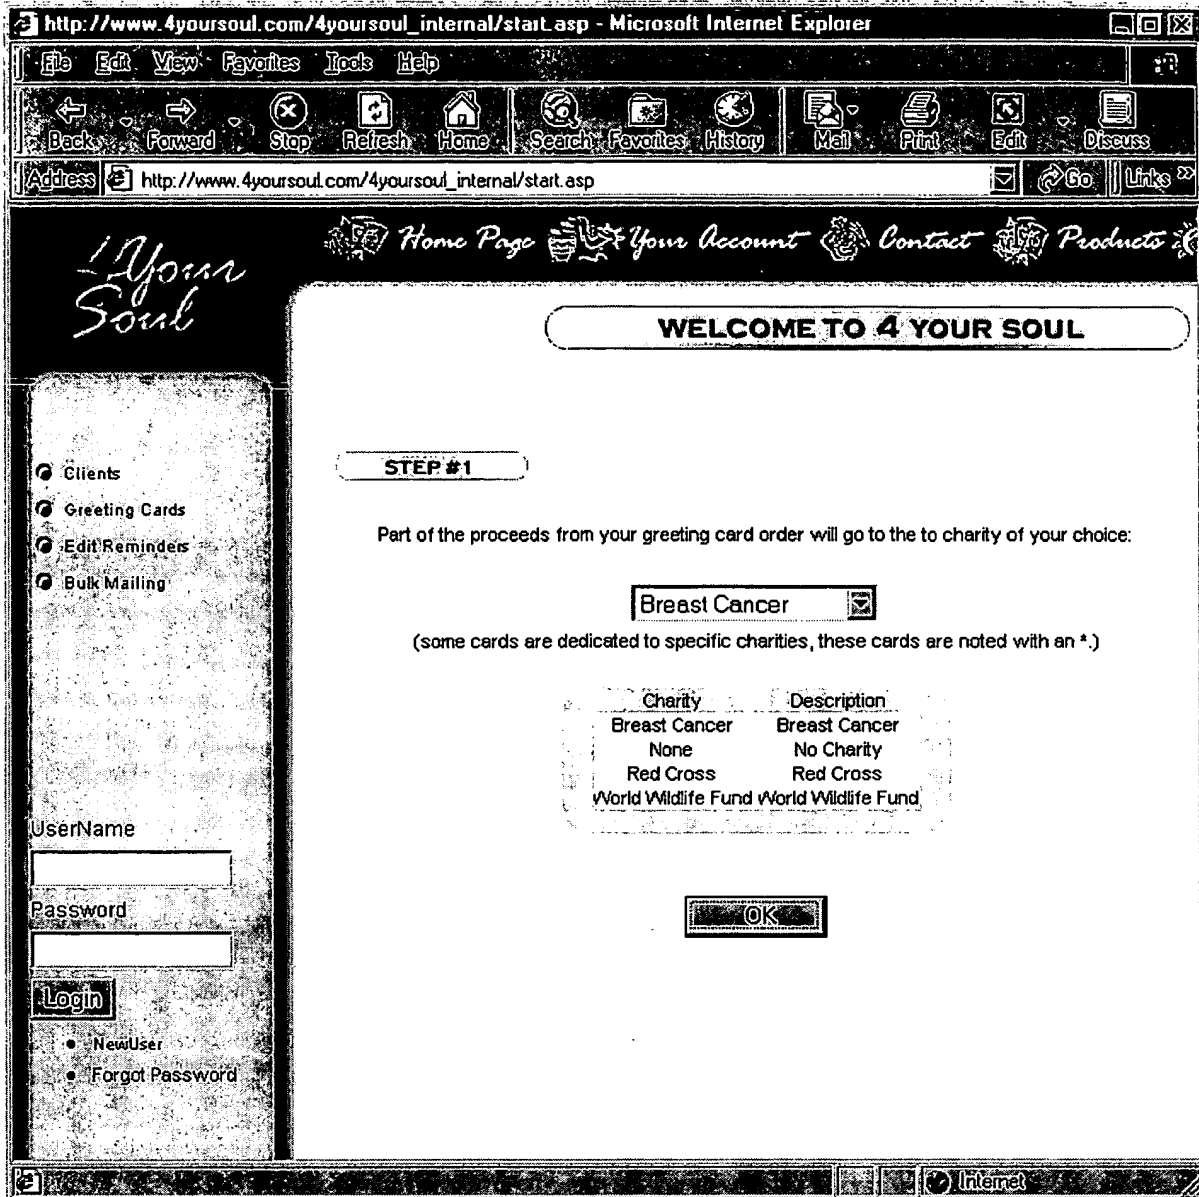 http://www.4yoursoul.com/4yoursoul_internal/start.asp - Microsoft Internet Explorer
File Edit View Favorites Tools Help
Back Forward Stop Refresh Home Search Favorites History Mail Print Edit Discuss
Address http://www.4yoursoul.com/4yoursoul_internal/start.asp Go Links »
Home Page Your Account Contact Products
4 Your
Soul
WELCOME TO 4 YOUR SOUL
STEP #1
Clients
Greeting Cards
Edit Reminders
Bulk Mailing
Part of the proceeds from your greeting card order will go to the to charity of your choice:
Breast Cancer
(some cards are dedicated to specific charities, these cards are noted with an *.)
Charity Description
Breast Cancer Breast Cancer
None No Charity
Red Cross Red Cross
World Wildlife Fund World Wildlife Fund
UserName
Password
OK
Login
NewUser
Forgot Password
Internet